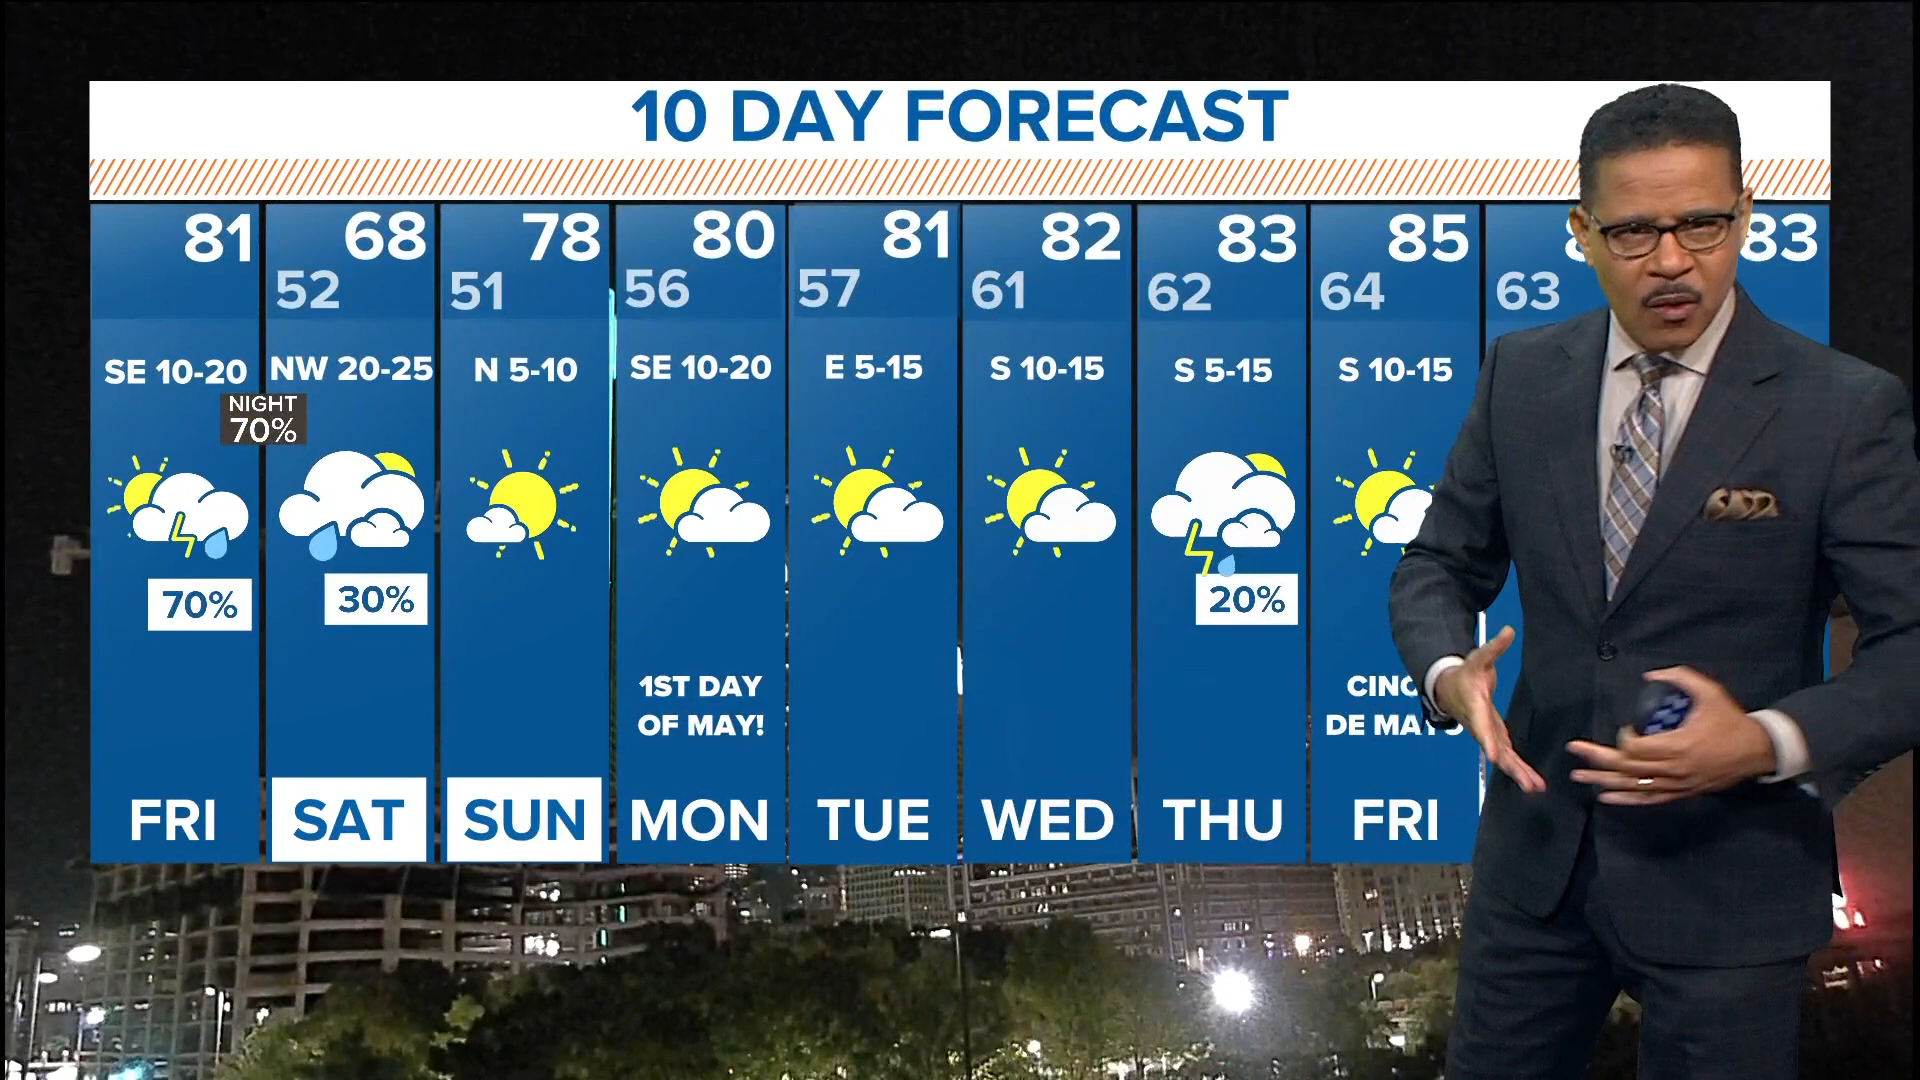 10 DAY FORECAST
81 68 78 80 81 82 83 85 83
52 51 56 57 61 62 64 63
SE 10-20 NW 20-25 N 5-10 SE 10-20 E 5-15 S 10-15 S 5-15 S 10-15
NIGHT
70%
70% 30% 20%
1ST DAY
OF MAY!
DE MAYO
FRI SAT SUN MON TUE WED THU FRI